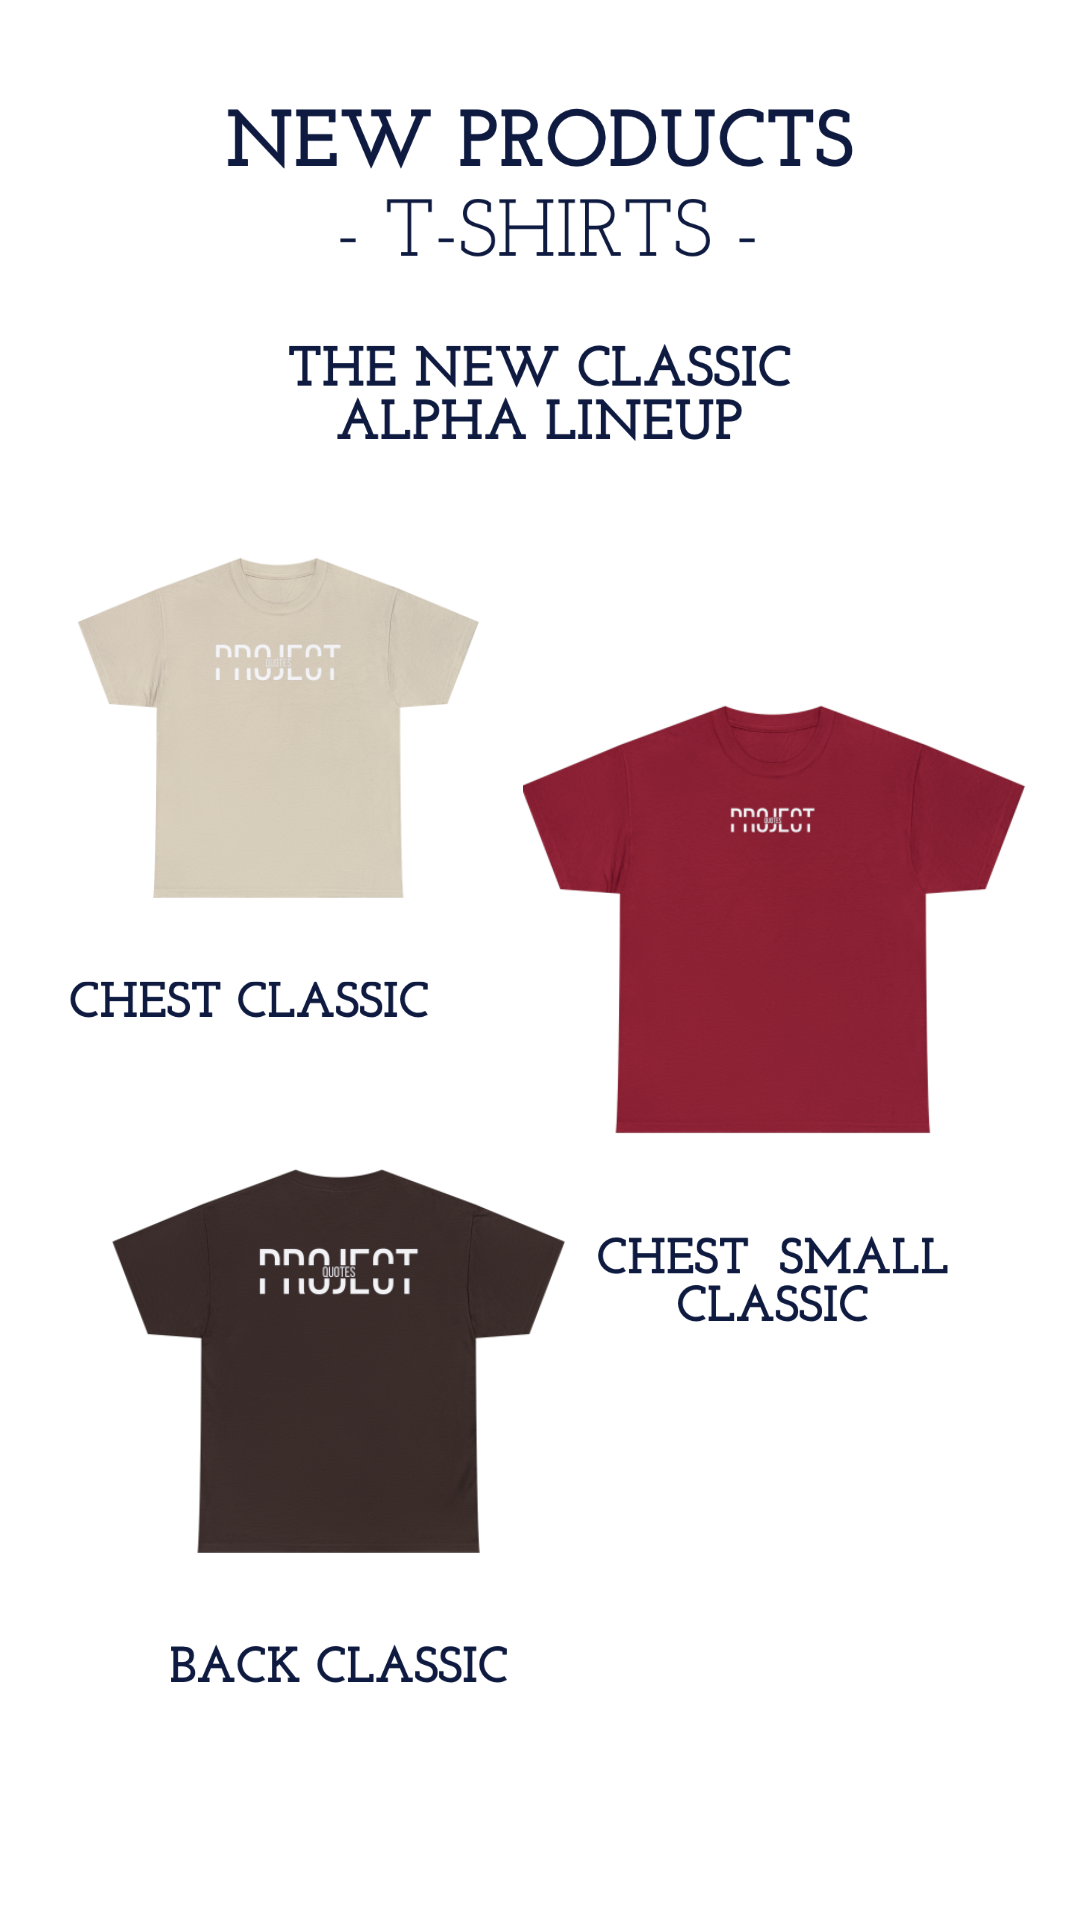 NEW PRODUCTS
- T-SHIRTS -
THE NEW CLASSIC
ALPHA LINEUP
PROJECT
QUOTES
PROJECT
QUOTES
CHEST CLASSIC
PROJECT
QUOTES
CHEST SMALL
CLASSIC
BACK CLASSIC